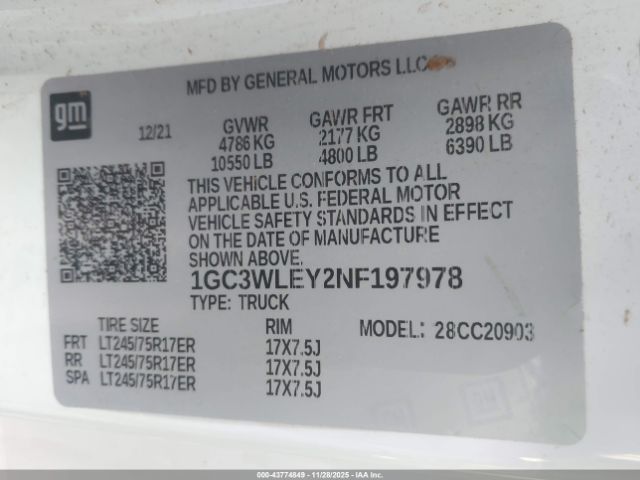 MFD BY GENERAL MOTORS LLC
gm
12/21
GVWR GAWR FRT GAWR RR
4786 KG 2177 KG 2898 KG
10550 LB 4800 LB 6390 LB
THIS VEHICLE CONFORMS TO ALL
APPLICABLE U.S. FEDERAL MOTOR
VEHICLE SAFETY STANDARDS IN EFFECT
ON THE DATE OF MANUFACTURE
SHOWN ABOVE.
1GC3WLEY2NF197978
TYPE: TRUCK
TIRE SIZE RIM MODEL: 28CC20903
FRT LT245/75R17ER 17X7.5J
RR LT245/75R17ER 17X7.5J
SPA LT245/75R17ER 17X7.5J
000-43774849 - 11/28/2025 - IAAI.COM